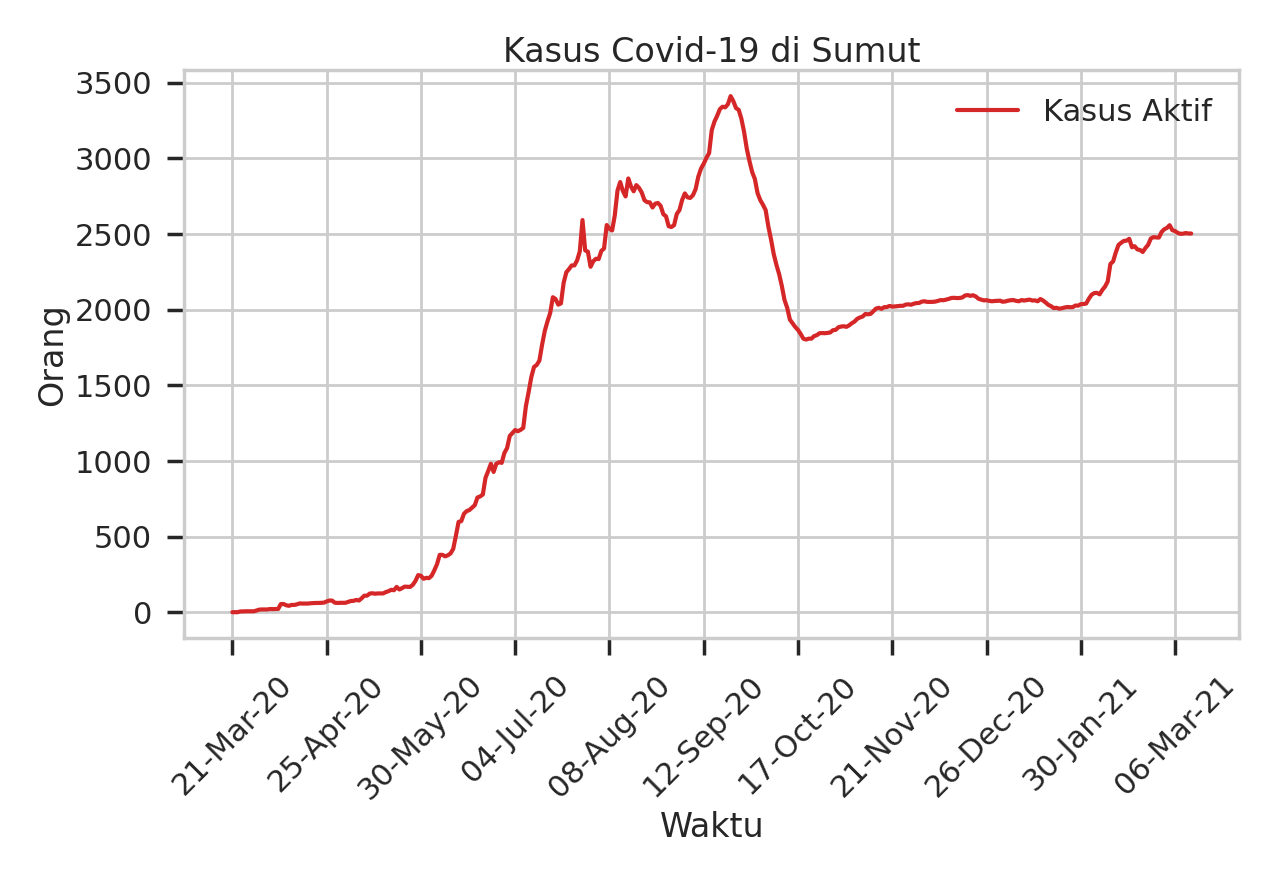 Kasus Covid-19 di Sumut
Kasus Aktif
3500
3000
2500
2000
1500
1000
500
0
Orang
21-Mar-20
25-Apr-20
30-May-20
04-Jul-20
08-Aug-20
12-Sep-20
17-Oct-20
21-Nov-20
26-Dec-20
30-Jan-21
06-Mar-21
Waktu